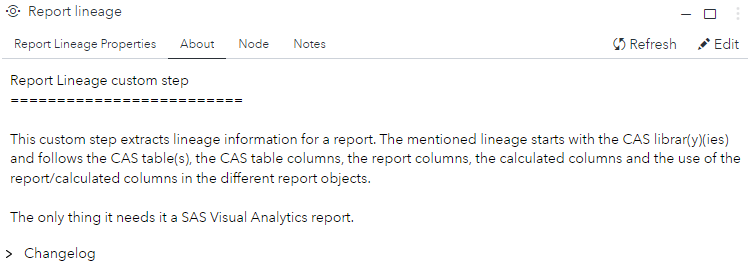 Report lineage
Report Lineage Properties About Node Notes Refresh Edit
Report Lineage custom step
=========================
This custom step extracts lineage information for a report. The mentioned lineage starts with the CAS librar(y)(ies)
and follows the CAS table(s), the CAS table columns, the report columns, the calculated columns and the use of the
report/calculated columns in the different report objects.
The only thing it needs it a SAS Visual Analytics report.
Changelog